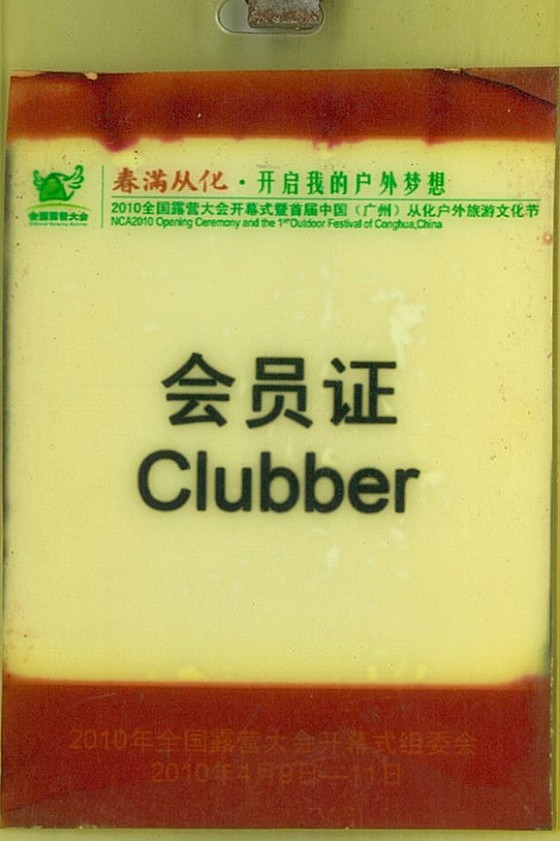 春满从化·开启我的户外梦想
全国露营大会
2010全国露营大会开幕式暨首届中国（广州）从化户外旅游文化节
NCA2010 Opening Ceremony and the 1st Outdoor Festival of Conghua,China
会员证
Clubber
2010年全国露营大会开幕式组委会
2010年4月9日—11日